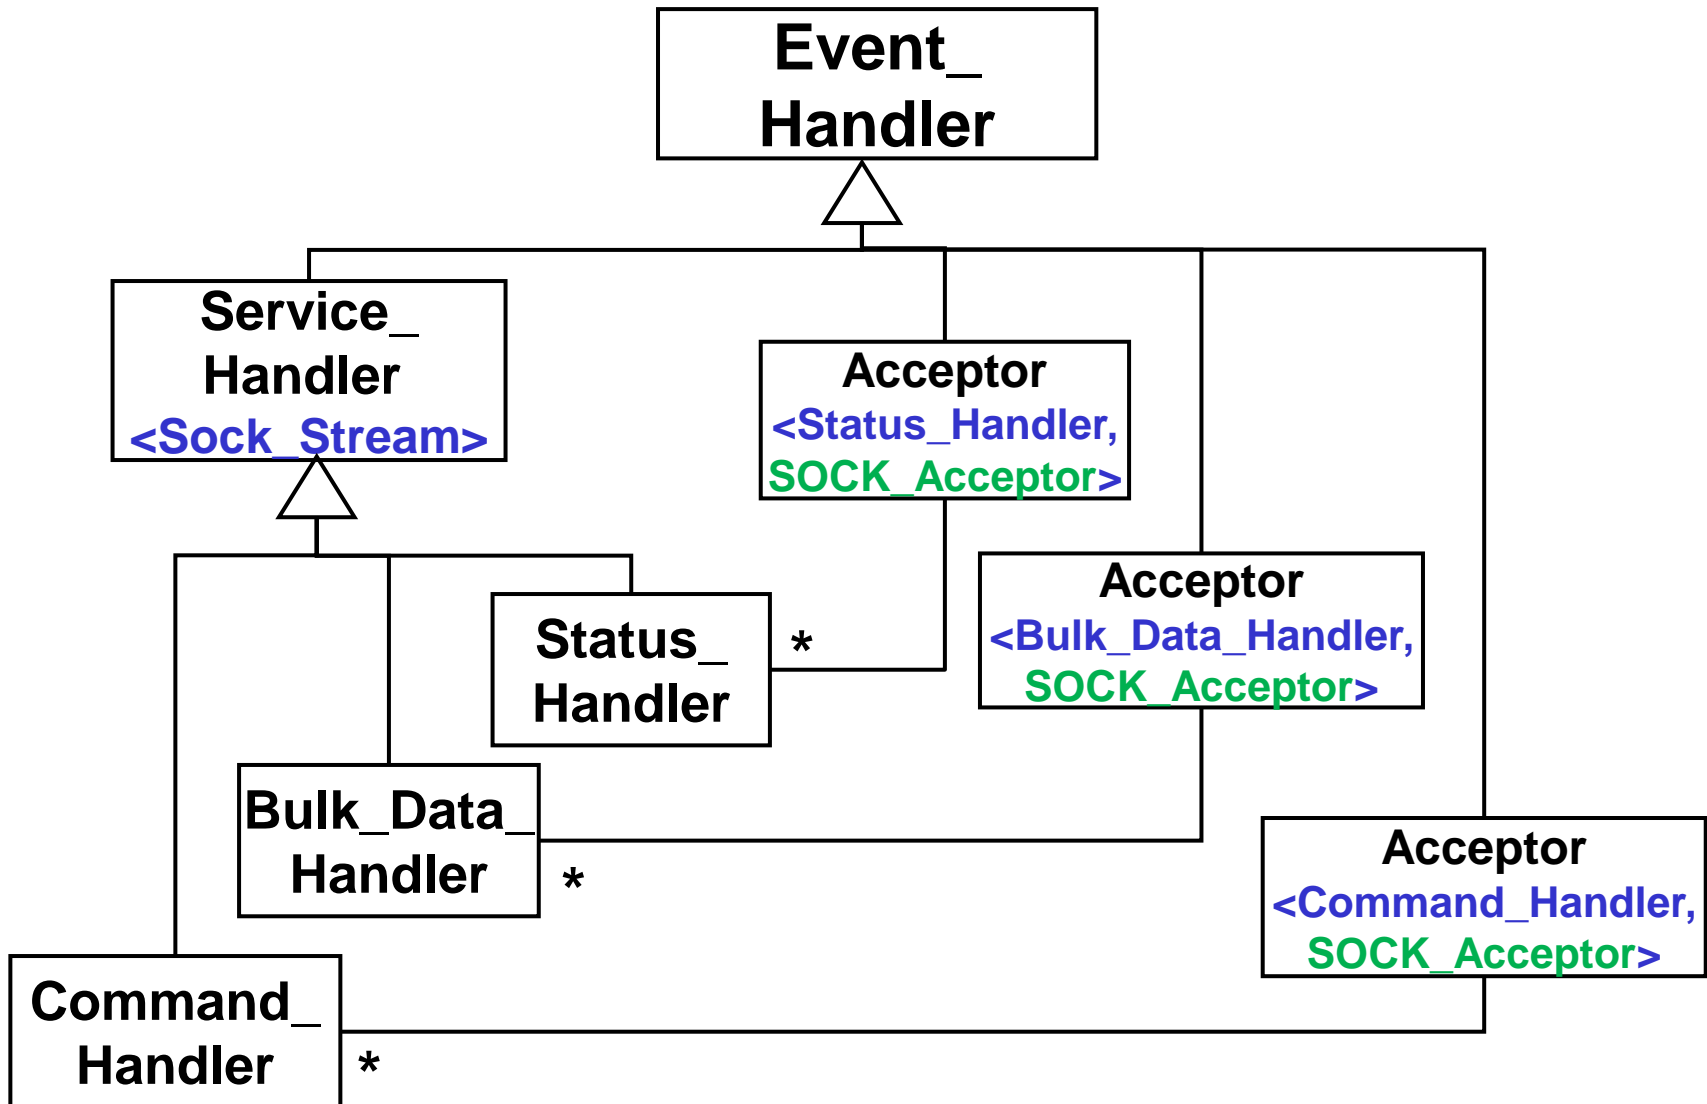 Event_
Handler
Service_
Handler
<Sock_Stream>
Acceptor
<Status_Handler,
SOCK_Acceptor>
Acceptor
<Bulk_Data_Handler,
SOCK_Acceptor>
Status_
Handler
*
Bulk_Data_
Handler
*
Acceptor
<Command_Handler,
SOCK_Acceptor>
Command_
Handler
*